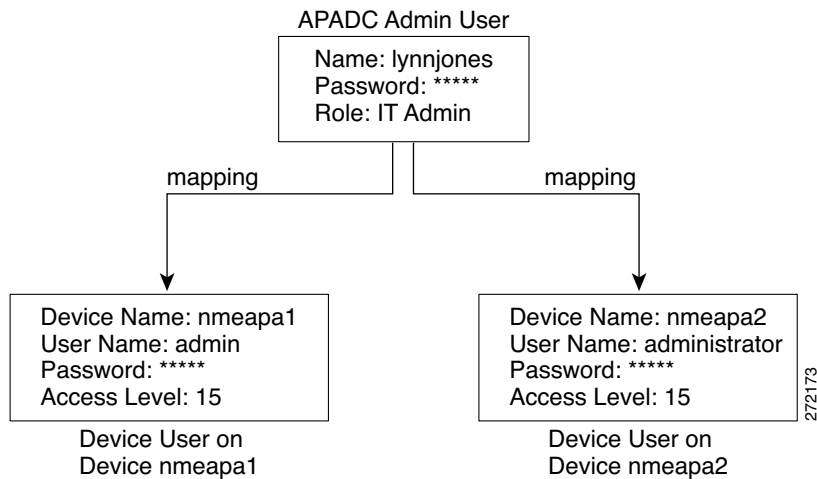 APADC Admin User
Name: lynnjones
Password: *****
Role: IT Admin
mapping
mapping
Device Name: nmeapa1
User Name: admin
Password: *****
Access Level: 15
Device User on
Device nmeapa1
Device Name: nmeapa2
User Name: administrator
Password: *****
Access Level: 15
Device User on
Device nmeapa2
272173